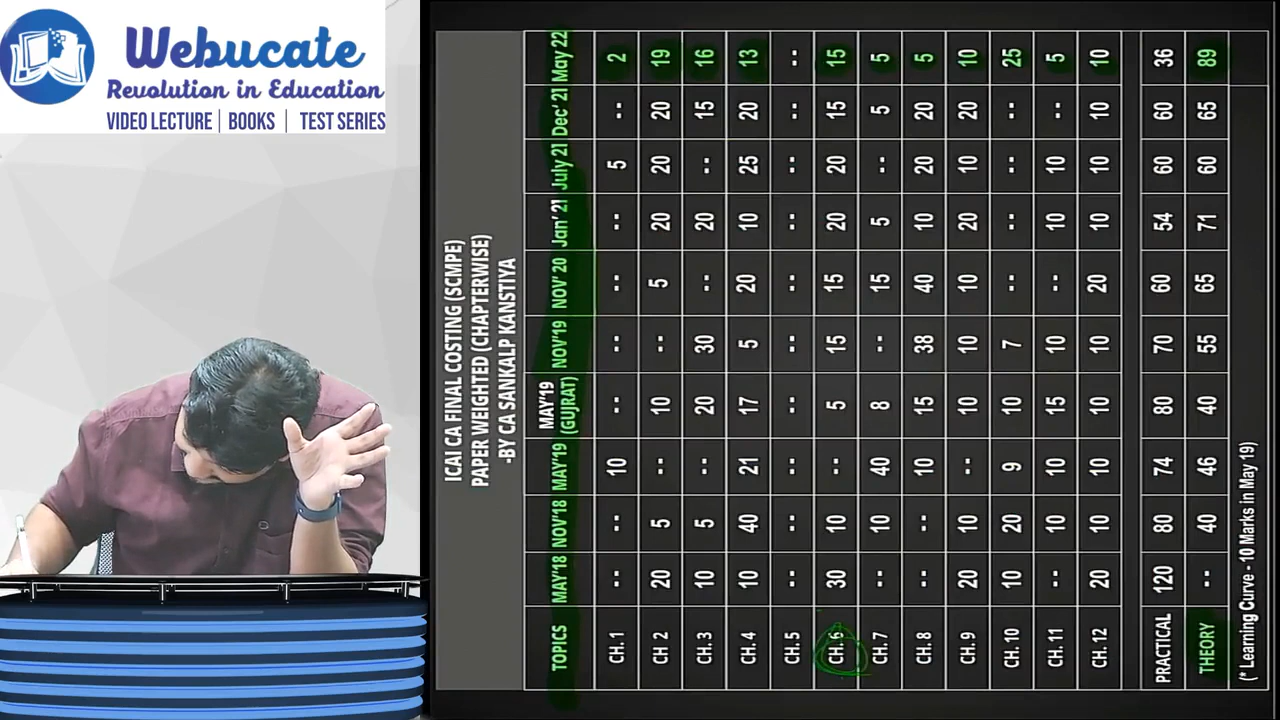 Webucate
Revolution in Education
VIDEO LECTURE | BOOKS | TEST SERIES
ICAI CA FINAL COSTING (SCMPE)
PAPER WEIGHTED (CHAPTERWISE)
-BY CA SANKALP KANSTIYA
TOPICS MAY'18 NOV'18 MAY'19 MAY'19 (GUJRAT) NOV'19 NOV'20 Jan'21 July 21 Dec'21 May 22
CH. 1 -- -- 10 -- -- -- -- 5 -- 2
CH 2 20 5 -- 10 -- 5 20 20 20 19
CH. 3 10 5 -- 20 30 -- 20 -- 15 16
CH. 4 10 40 21 17 5 20 10 25 20 13
CH. 5 -- -- -- -- -- -- -- -- -- --
CH. 6 30 10 -- 5 15 15 20 20 15 15
CH. 7 -- 10 40 8 -- 15 5 -- 5 5
CH. 8 -- -- 10 15 38 40 10 20 20 5
CH. 9 20 10 -- 10 10 10 20 10 20 10
CH. 10 10 20 9 10 7 -- -- -- -- 25
CH. 11 -- 10 10 15 10 -- 10 10 -- 5
CH. 12 20 10 10 10 10 20 10 10 10 10
PRACTICAL 120 80 74 80 70 60 54 60 60 36
THEORY -- 40 46 40 55 65 71 60 65 89
(* Learning Curve - 10 Marks in May 19)